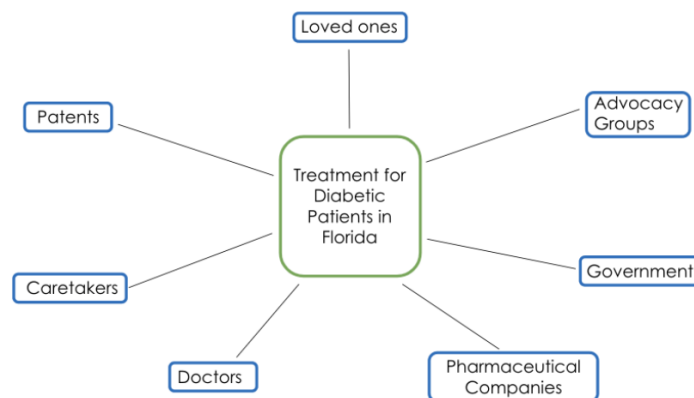 Loved ones
Patents
Advocacy
Groups
Treatment for
Diabetic
Patients in
Florida
Caretakers
Government
Doctors
Pharmaceutical
Companies